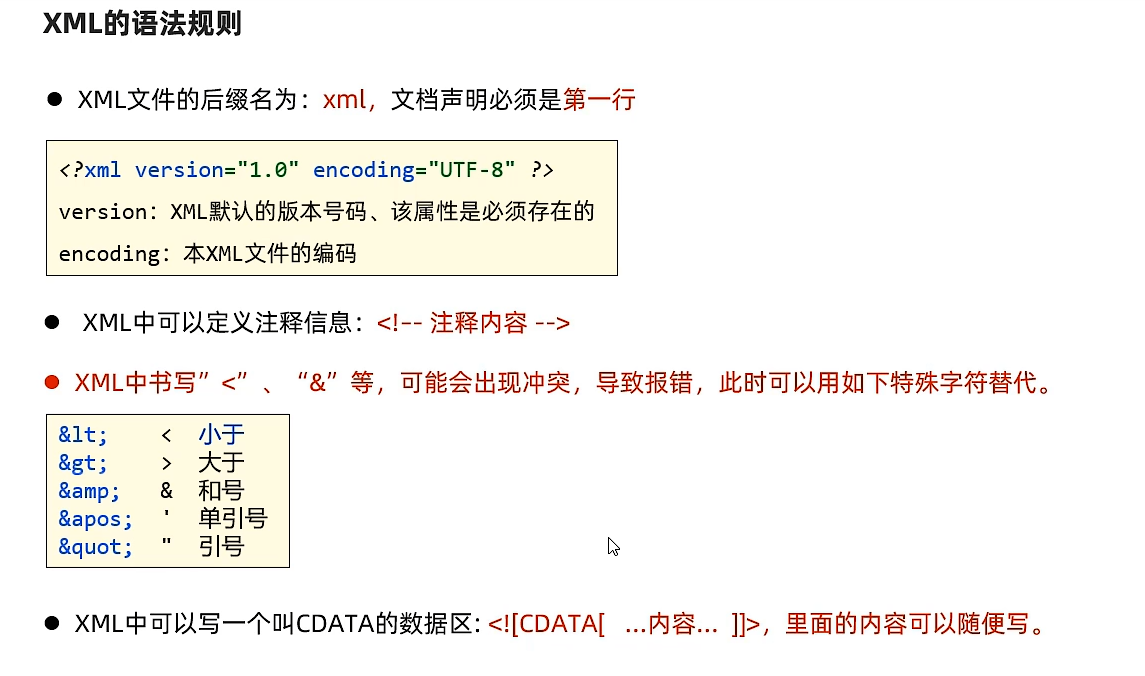 XML的语法规则
● XML文件的后缀名为：xml，文档声明必须是第一行
<?xml version="1.0" encoding="UTF-8" ?>
version：XML默认的版本号码、该属性是必须存在的
encoding：本XML文件的编码
● XML中可以定义注释信息：<!-- 注释内容 -->
● XML中书写”<”、“&”等，可能会出现冲突，导致报错，此时可以用如下特殊字符替代。
&lt; < 小于
&gt; > 大于
&amp; & 和号
&apos; ' 单引号
&quot; " 引号
● XML中可以写一个叫CDATA的数据区: <![CDATA[ ...内容... ]]>，里面的内容可以随便写。